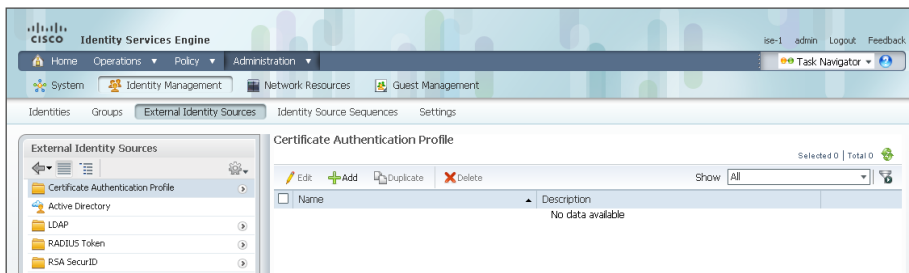 CISCO Identity Services Engine
ise-1 admin Logout Feedback
Home Operations Policy Administration
Task Navigator
System Identity Management Network Resources Guest Management
Identities Groups External Identity Sources Identity Source Sequences Settings
External Identity Sources
Certificate Authentication Profile
Active Directory
LDAP
RADIUS Token
RSA SecurID
Certificate Authentication Profile
Selected 0 | Total 0
Edit Add Duplicate Delete Show All
Name Description
No data available